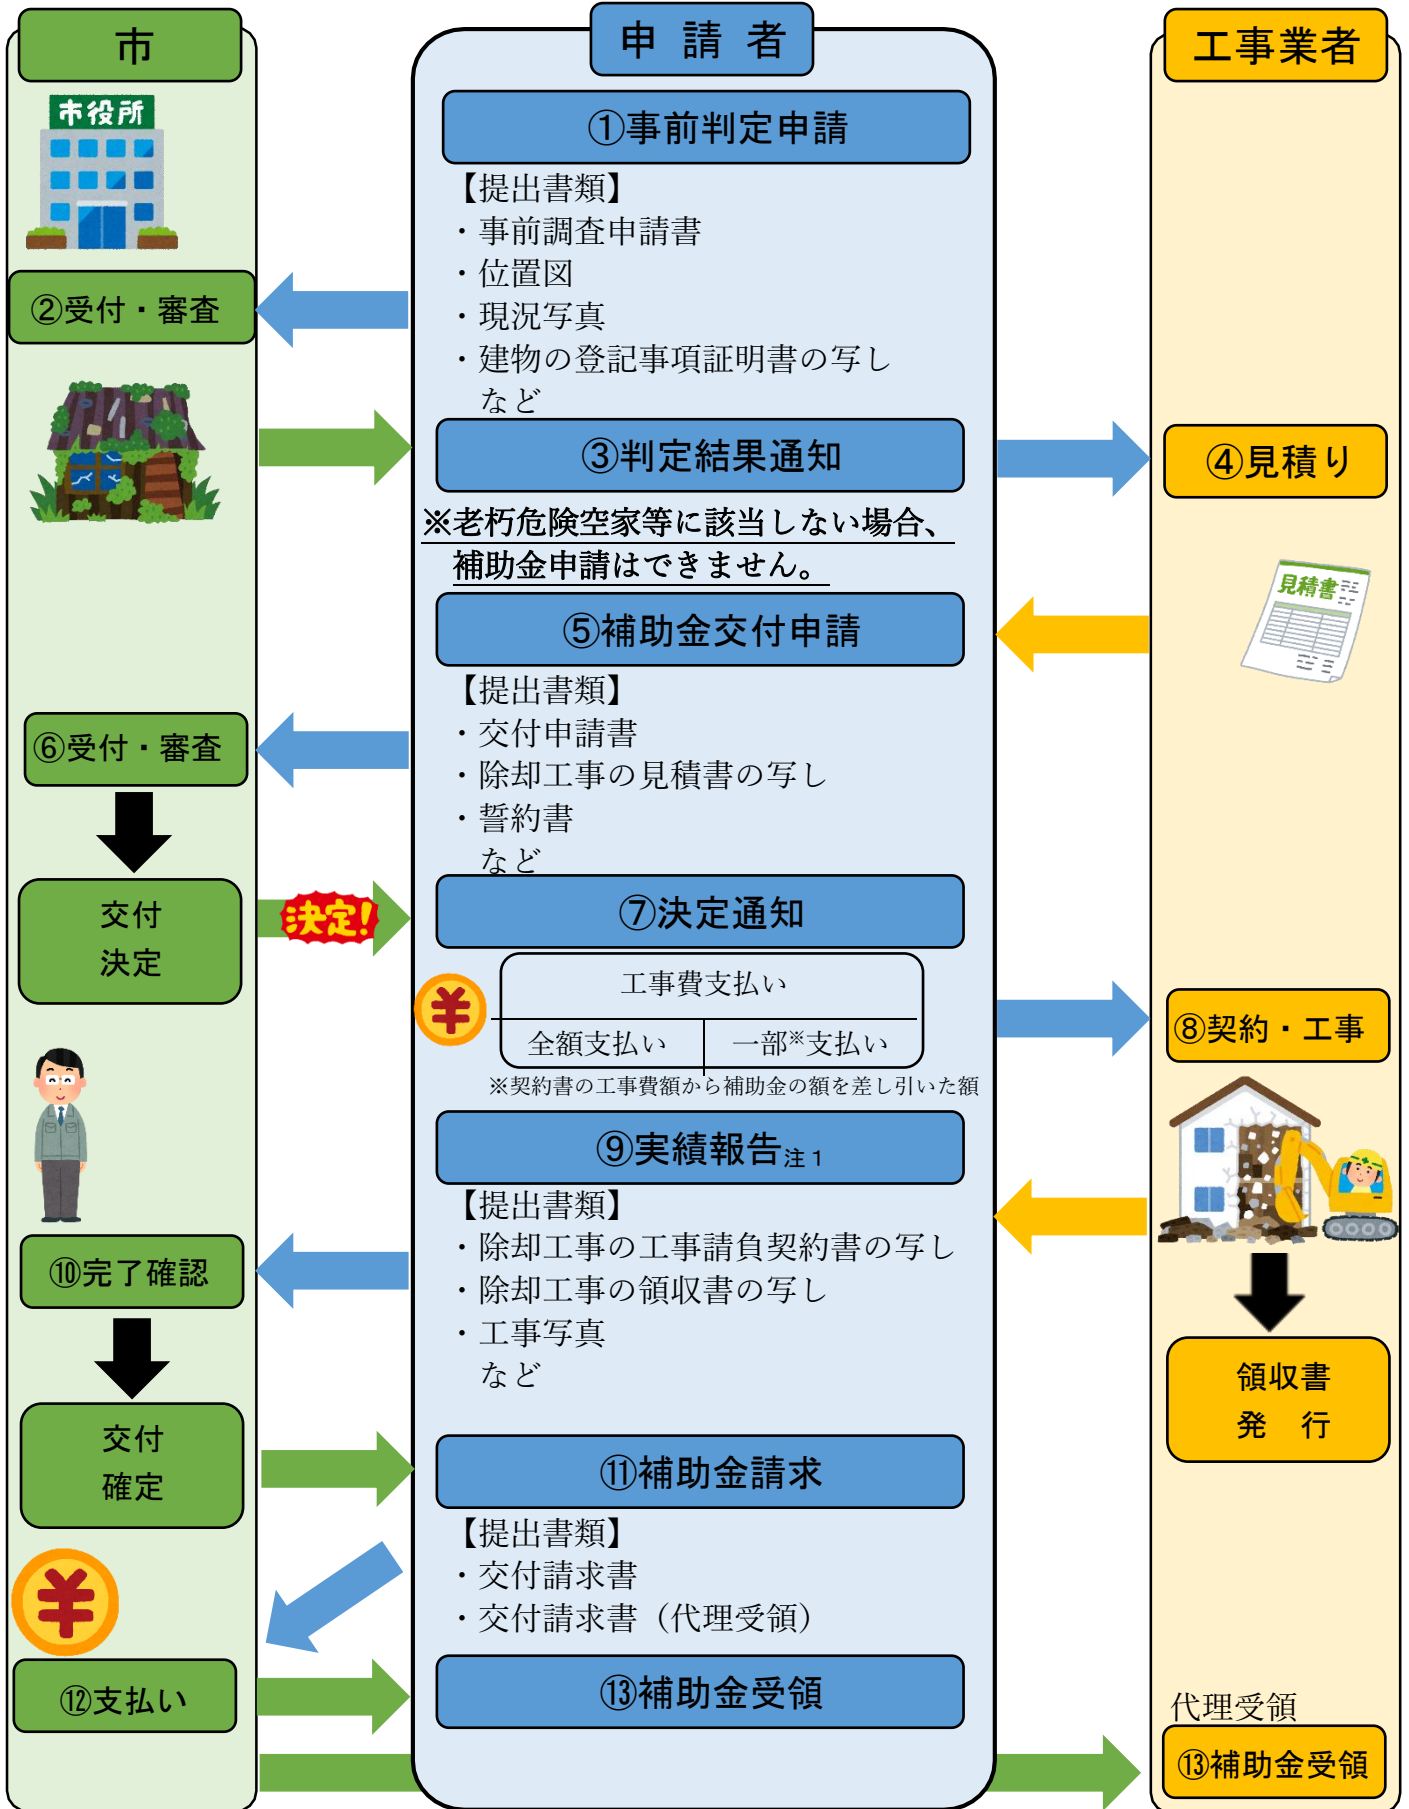 市
申 請 者
工事業者
市役所
①事前判定申請
【提出書類】
・事前調査申請書
・位置図
・現況写真
・建物の登記事項証明書の写し
など
②受付・審査
③判定結果通知
④見積り
※老朽危険空家等に該当しない場合、
補助金申請はできません。
見積書
⑤補助金交付申請
【提出書類】
・交付申請書
・除却工事の見積書の写し
・誓約書
など
⑥受付・審査
交付
決定
決定!
⑦決定通知
¥
工事費支払い
全額支払い
一部※支払い
※契約書の工事費額から補助金の額を差し引いた額
⑧契約・工事
⑨実績報告注1
【提出書類】
・除却工事の工事請負契約書の写し
・除却工事の領収書の写し
・工事写真
など
⑩完了確認
領収書
発 行
交付
確定
⑪補助金請求
【提出書類】
・交付請求書
・交付請求書（代理受領）
¥
⑫支払い
⑬補助金受領
代理受領
⑬補助金受領